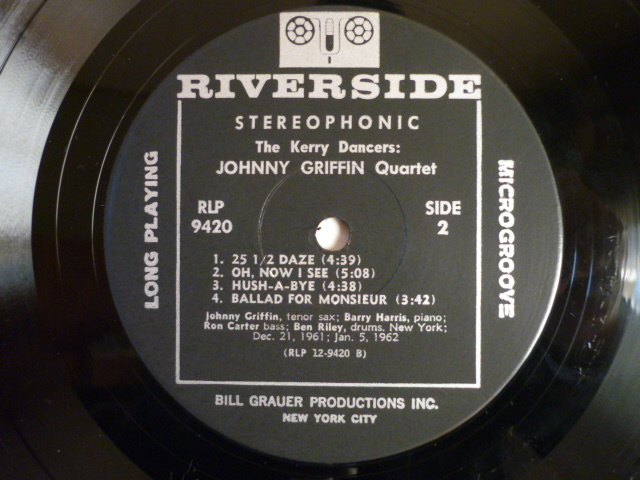 RIVERSIDE
STEREOPHONIC
The Kerry Dancers:
JOHNNY GRIFFIN Quartet
LONG PLAYING
RLP
9420
SIDE
2
MICROGROOVE
1. 25 1/2 DAZE (4:39)
2. OH, NOW I SEE (5:08)
3. HUSH-A-BYE (4:38)
4. BALLAD FOR MONSIEUR (3:42)
Johnny Griffin, tenor sax; Barry Harris, piano;
Ron Carter bass; Ben Riley, drums. New York;
Dec. 21, 1961; Jan. 5, 1962
(RLP 12-9420 B)
BILL GRAUER PRODUCTIONS INC.
NEW YORK CITY